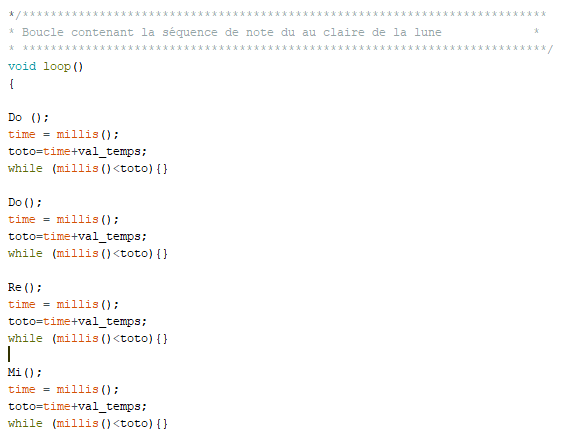 */***************************************************************************
* Boucle contenant la séquence de note du au claire de la lune *
* ***************************************************************************/
void loop()
{
Do ();
time = millis();
toto=time+val_temps;
while (millis()<toto){}
Do();
time = millis();
toto=time+val_temps;
while (millis()<toto){}
Re();
time = millis();
toto=time+val_temps;
while (millis()<toto){}
Mi();
time = millis();
toto=time+val_temps;
while (millis()<toto){}